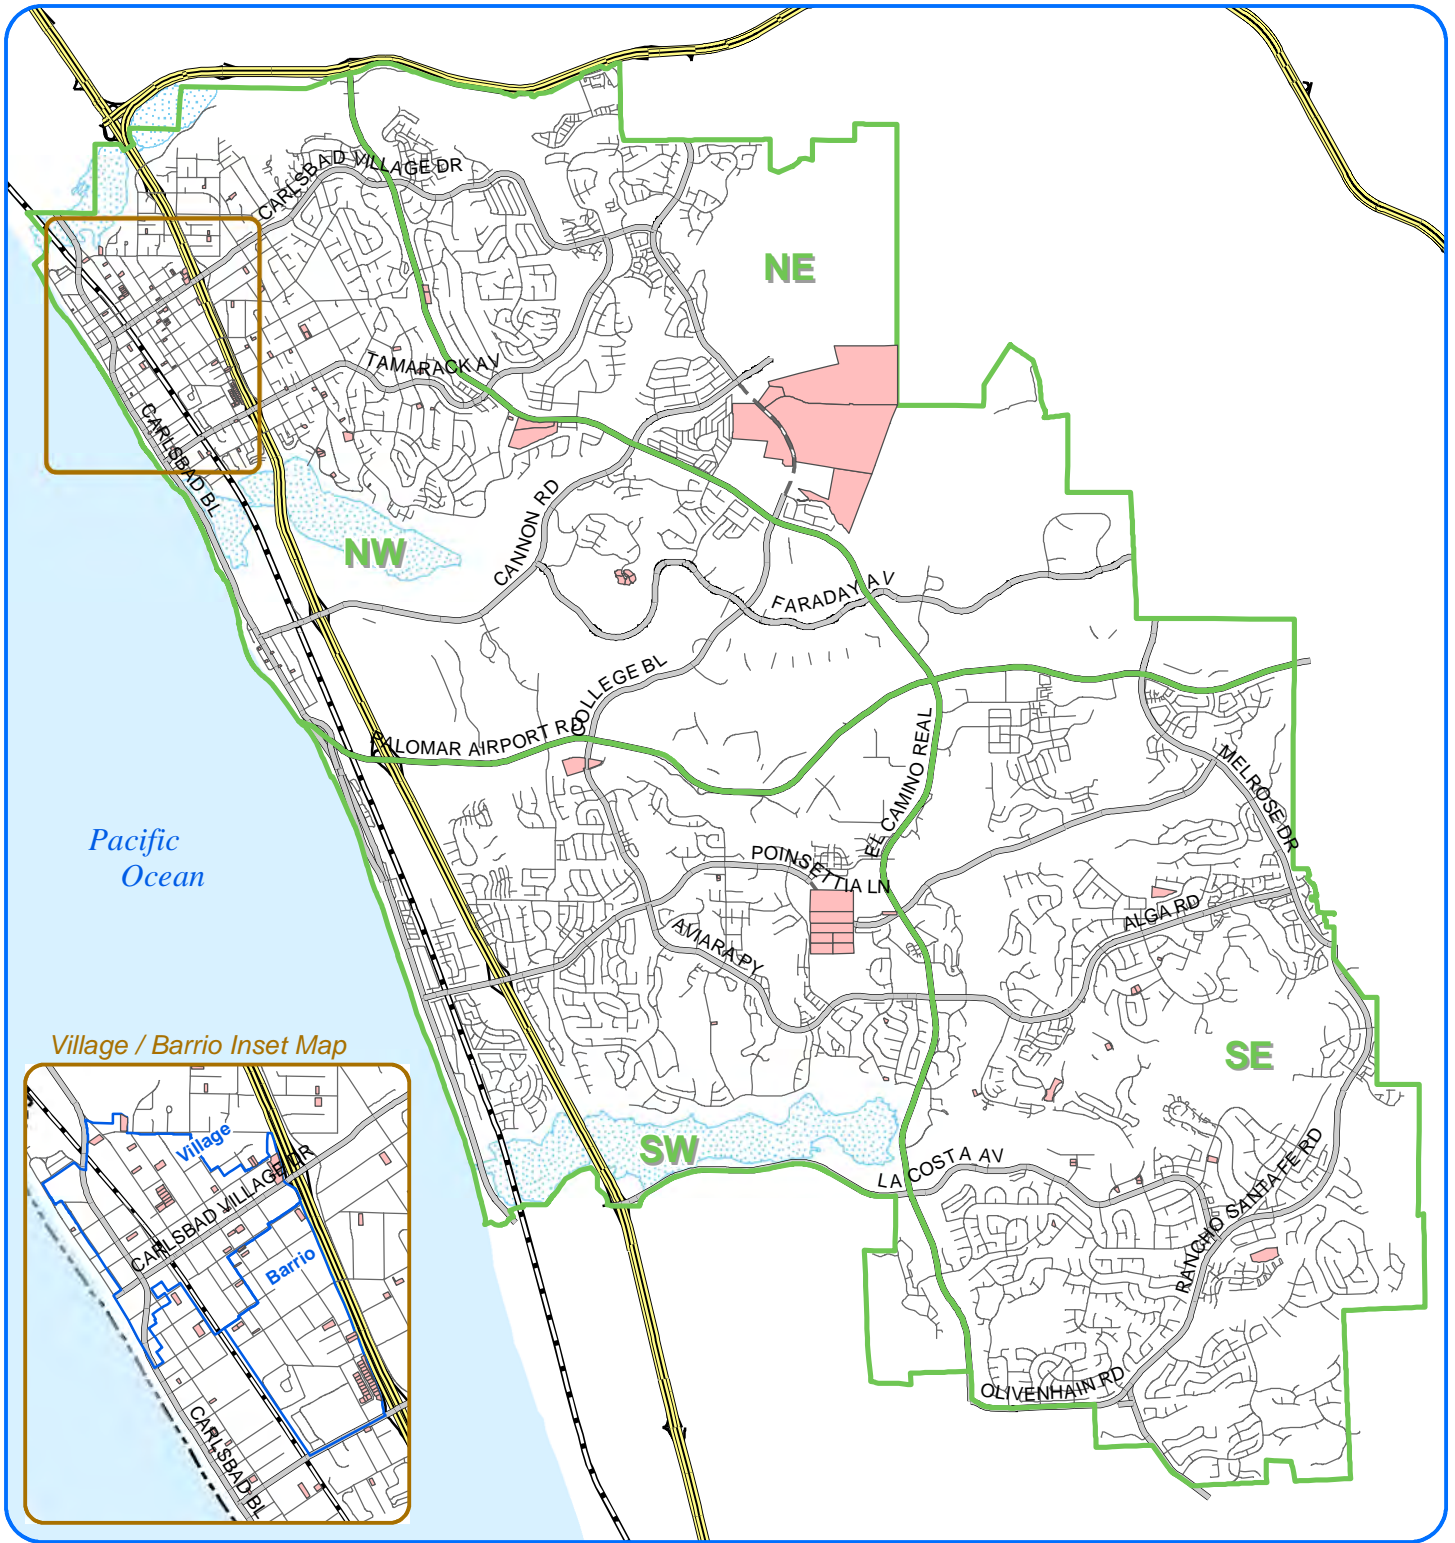 CARLSBAD VILLAGE DR
NE
TAMARACK AV
CARLSBAD BL
CANNON RD
NW
FARADAY AV
COLLEGE BL
PALOMAR AIRPORT RD
EL CAMINO REAL
MELROSE DR
Pacific
Ocean
POINSETTIA LN
ALGA RD
AVIARA PY
Village / Barrio Inset Map
SE
SW
LA COSTA AV
RANCHO SANTA FE RD
OLIVENHAIN RD
Village
CARLSBAD VILLAGE DR
Barrio
CARLSBAD BL